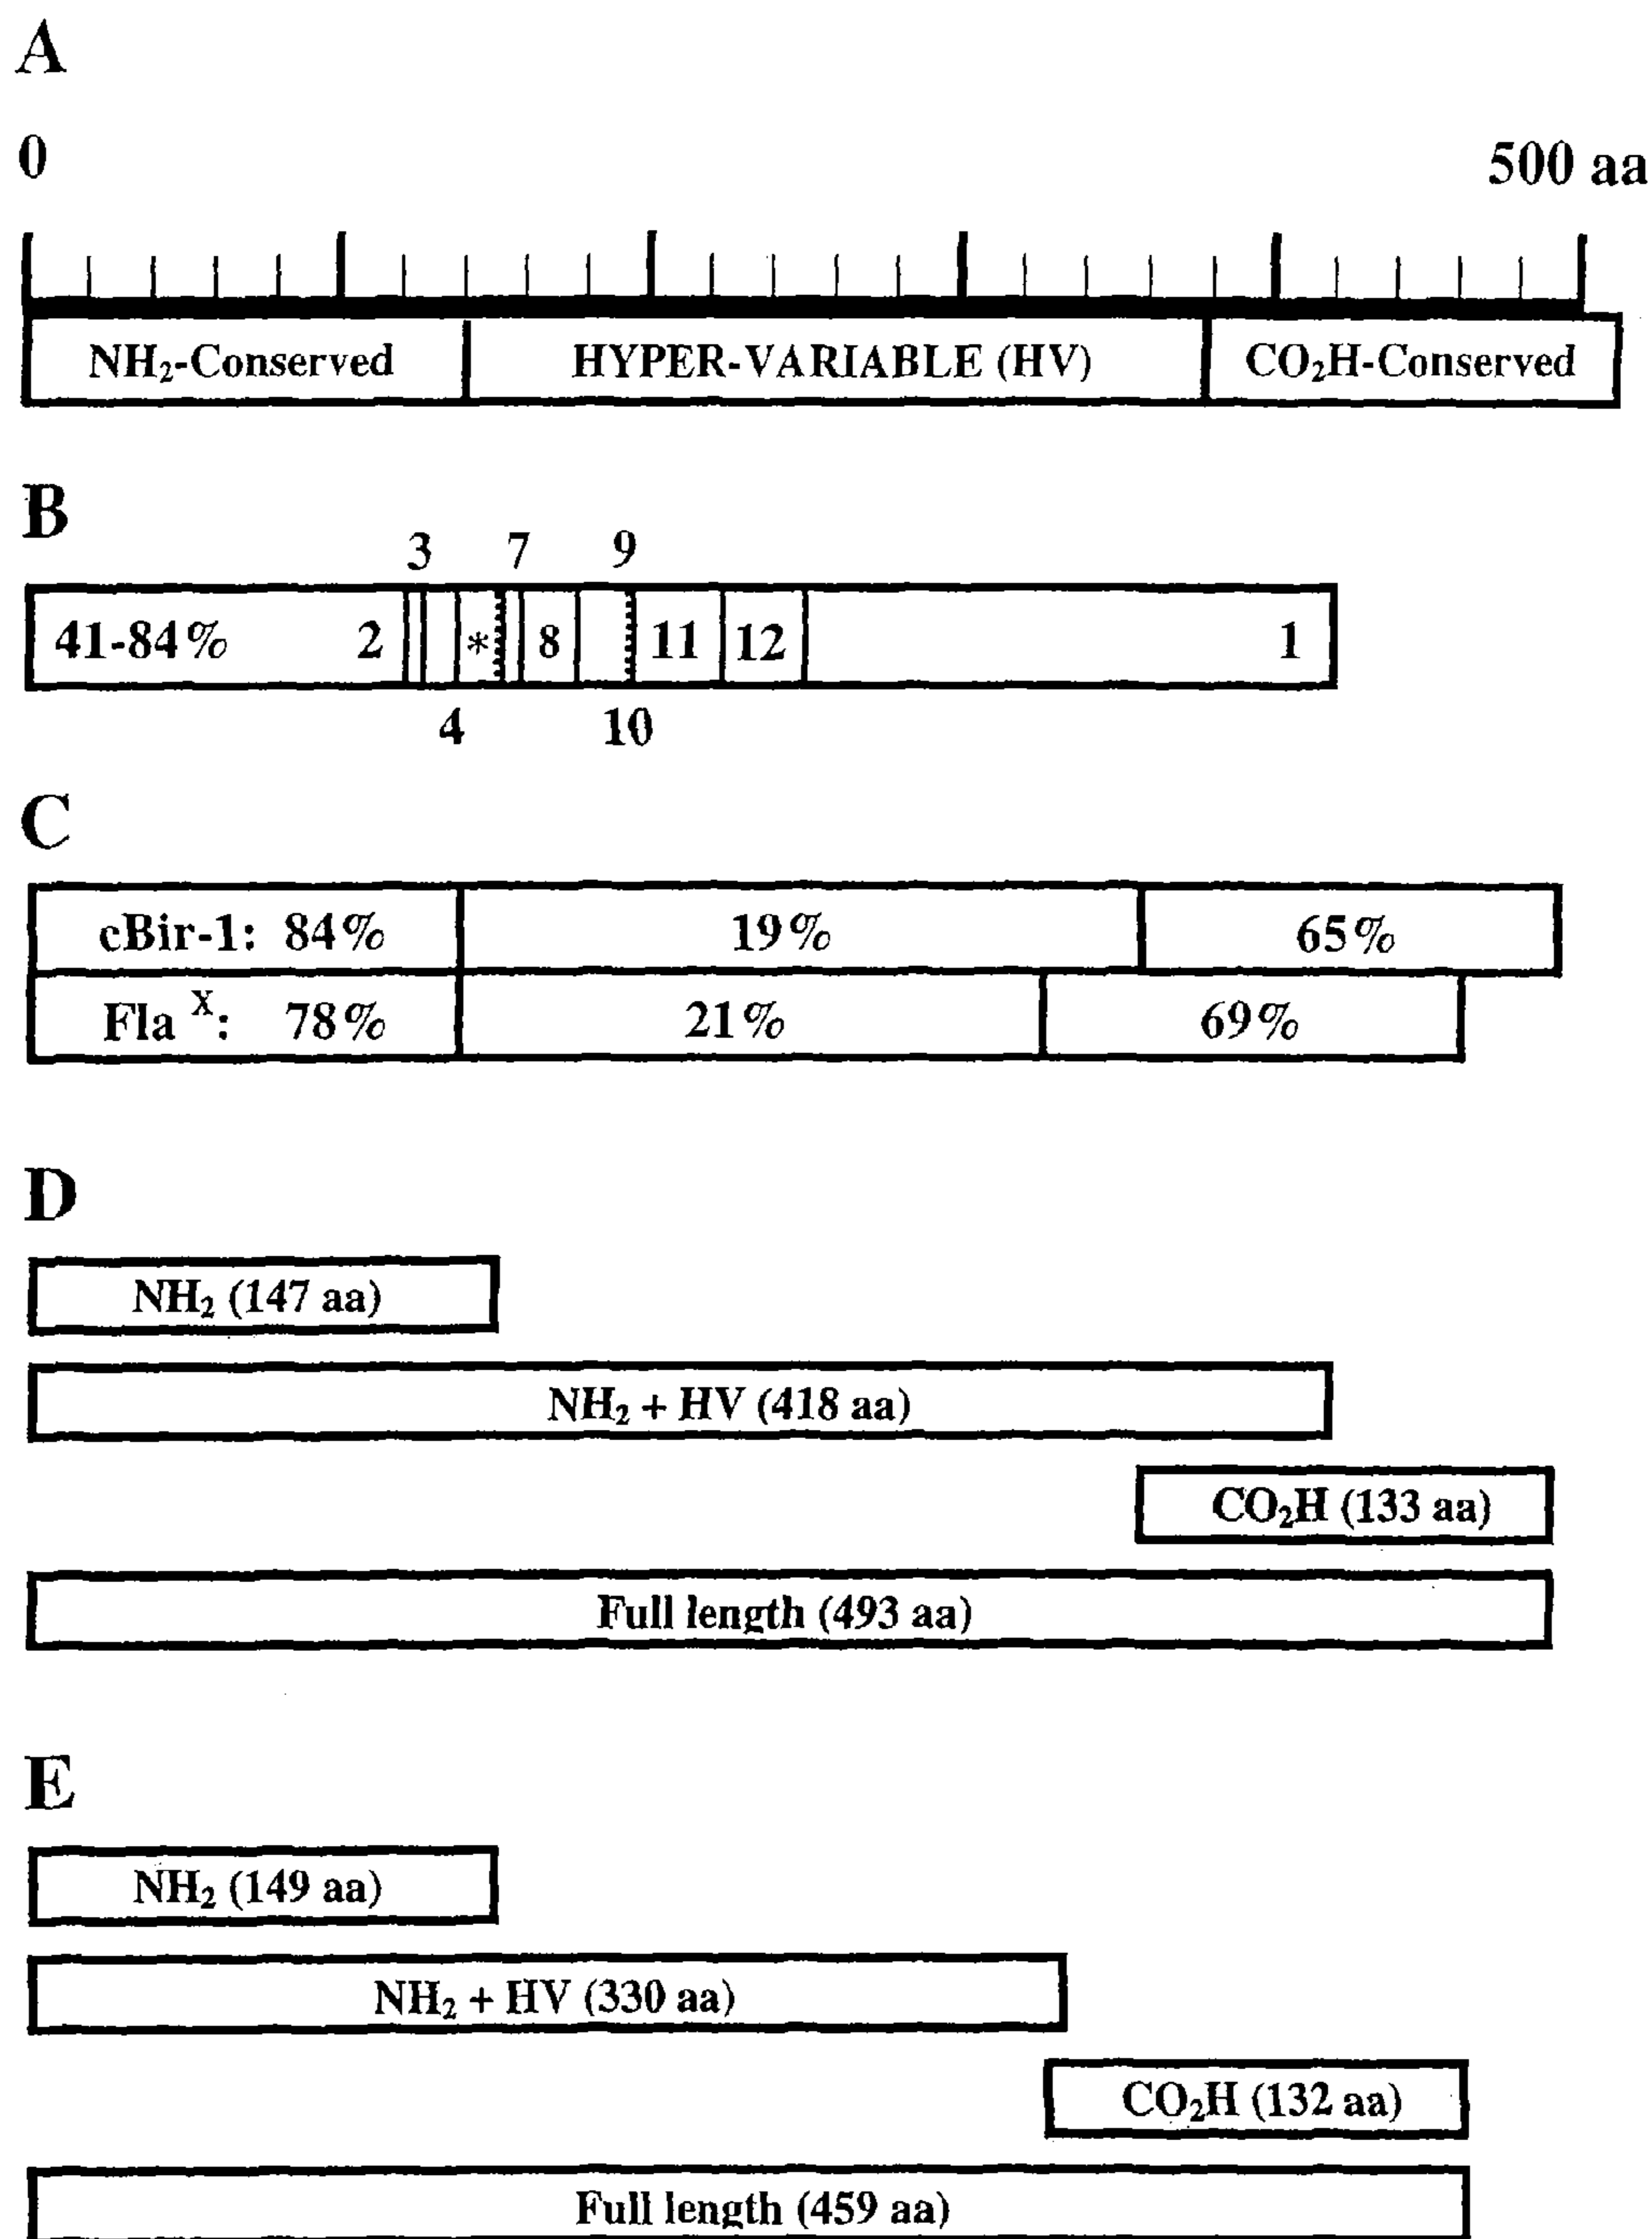 A
0 500 aa
NH₂-Conserved HYPER-VARIABLE (HV) CO₂H-Conserved
B
3 7 9
41-84% 2 * 8 11 12 1
4 10
C
cBir-1: 84% 19% 65%
Fla ˣ: 78% 21% 69%
D
NH₂ (147 aa)
NH₂ + HV (418 aa)
CO₂H (133 aa)
Full length (493 aa)
E
NH₂ (149 aa)
NH₂ + HV (330 aa)
CO₂H (132 aa)
Full length (459 aa)